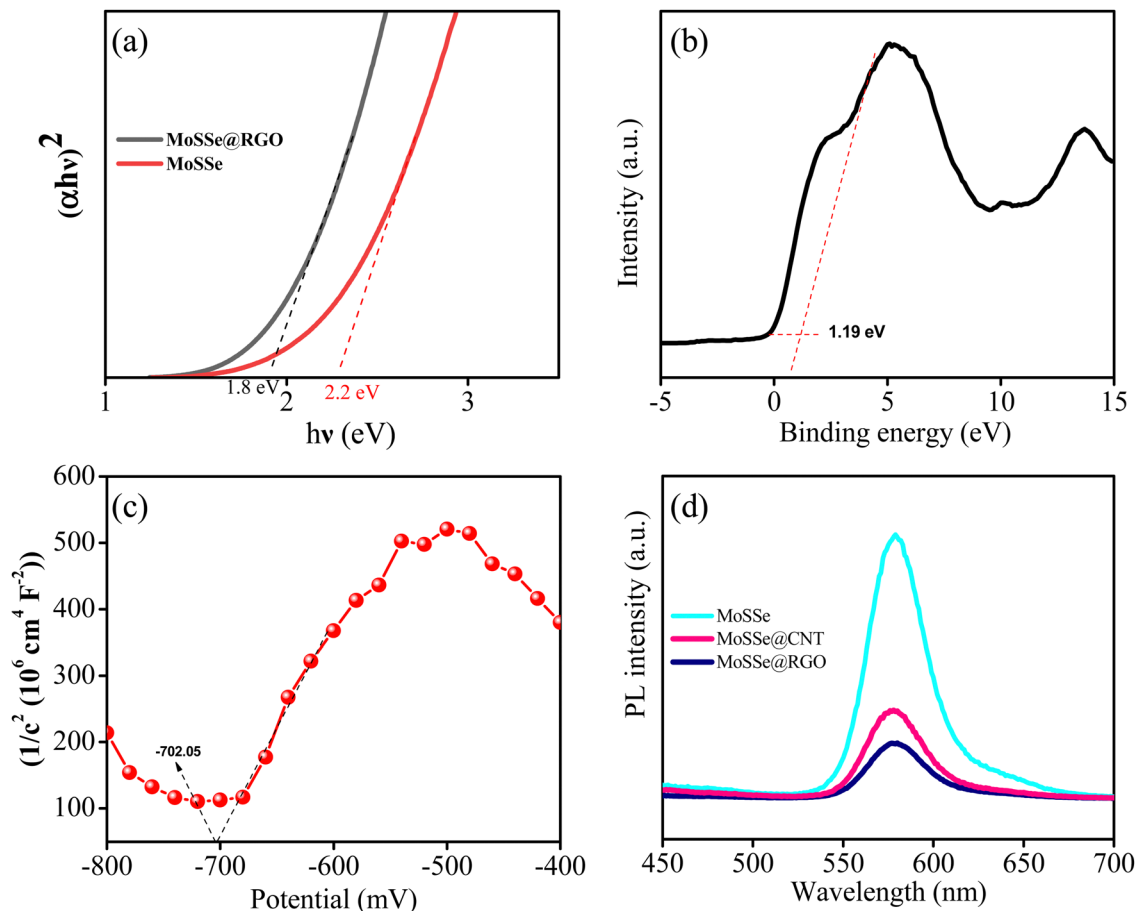 (a)
MoSSe@RGO
MoSSe
(αhν)²
1.8 eV
2.2 eV
1
2
3
hν (eV)
(b)
Intensity (a.u.)
1.19 eV
-5
0
5
10
15
Binding energy (eV)
(c)
600
500
400
300
200
100
(1/c² (10⁶ cm⁴ F⁻²))
-702.05
-800
-700
-600
-500
-400
Potential (mV)
(d)
PL intensity (a.u.)
MoSSe
MoSSe@CNT
MoSSe@RGO
450
500
550
600
650
700
Wavelength (nm)